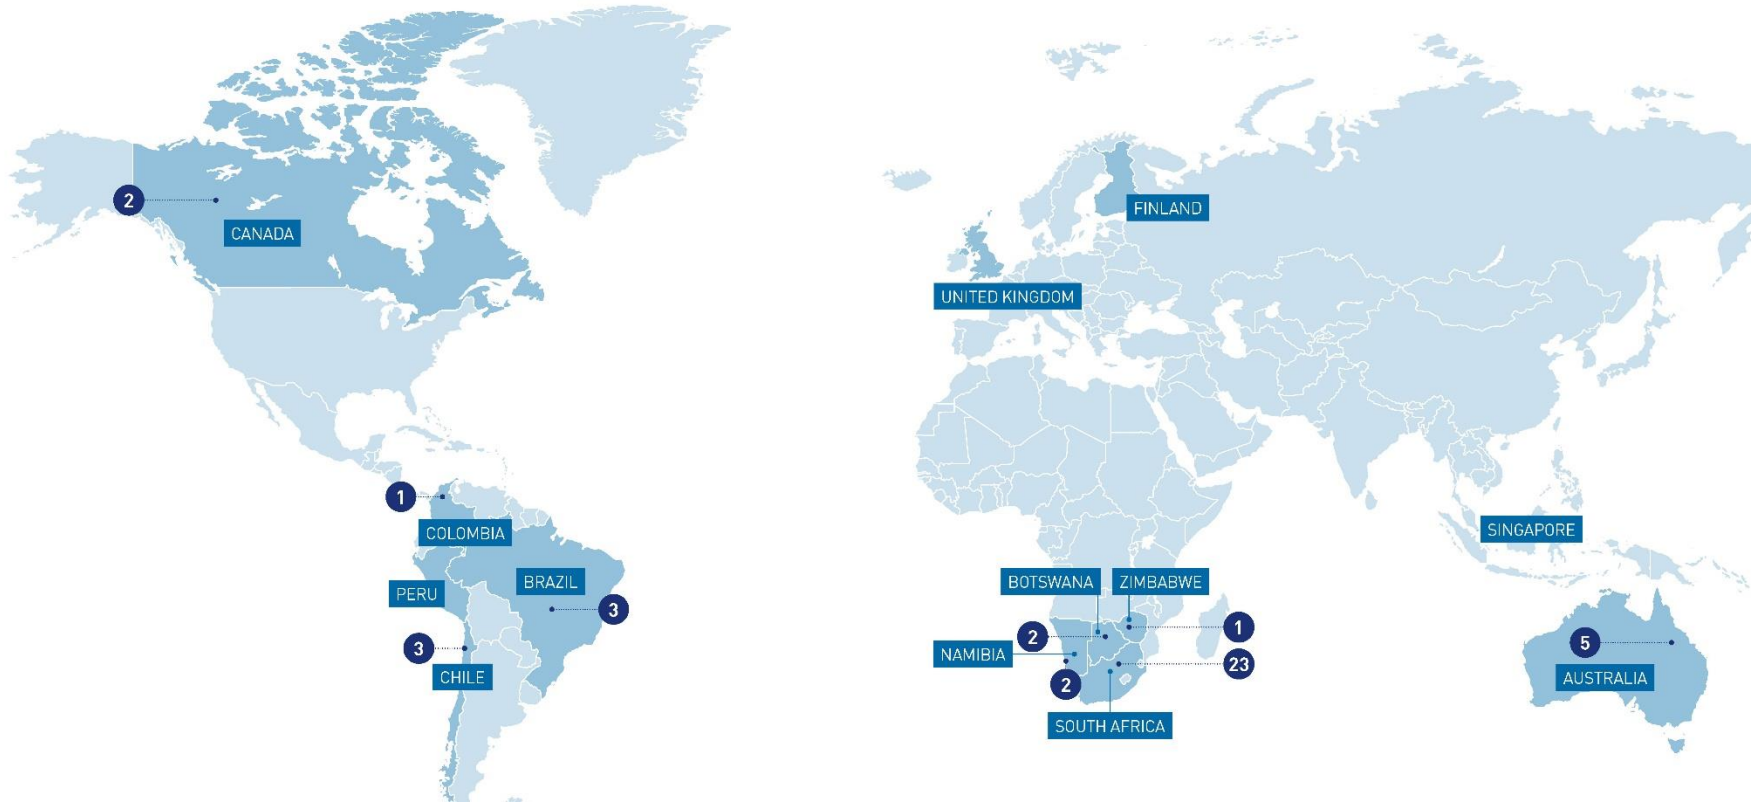 FINLAND
2
CANADA
UNITED KINGDOM
1
COLOMBIA
SINGAPORE
BRAZIL
BOTSWANA
ZIMBABWE
PERU
3
1
2
5
3
NAMIBIA
23
CHILE
2
AUSTRALIA
SOUTH AFRICA